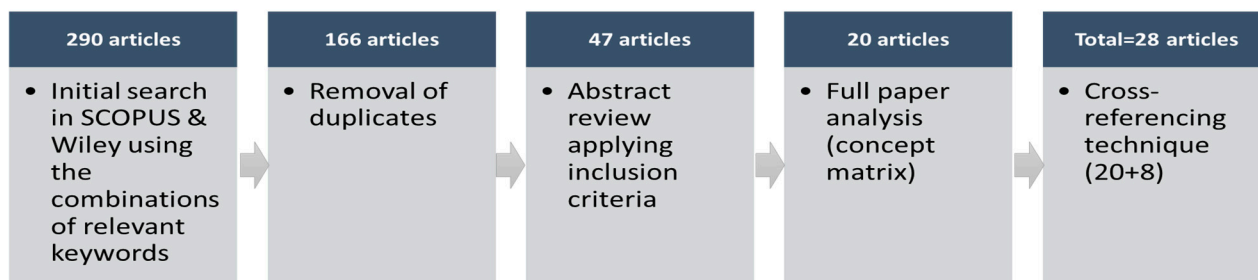 290 articles
• Initial search
in SCOPUS &
Wiley using
the
combinations
of relevant
keywords
166 articles
• Removal of
duplicates
47 articles
• Abstract
review
applying
inclusion
criteria
20 articles
• Full paper
analysis
(concept
matrix)
Total=28 articles
• Cross-
referencing
technique
(20+8)